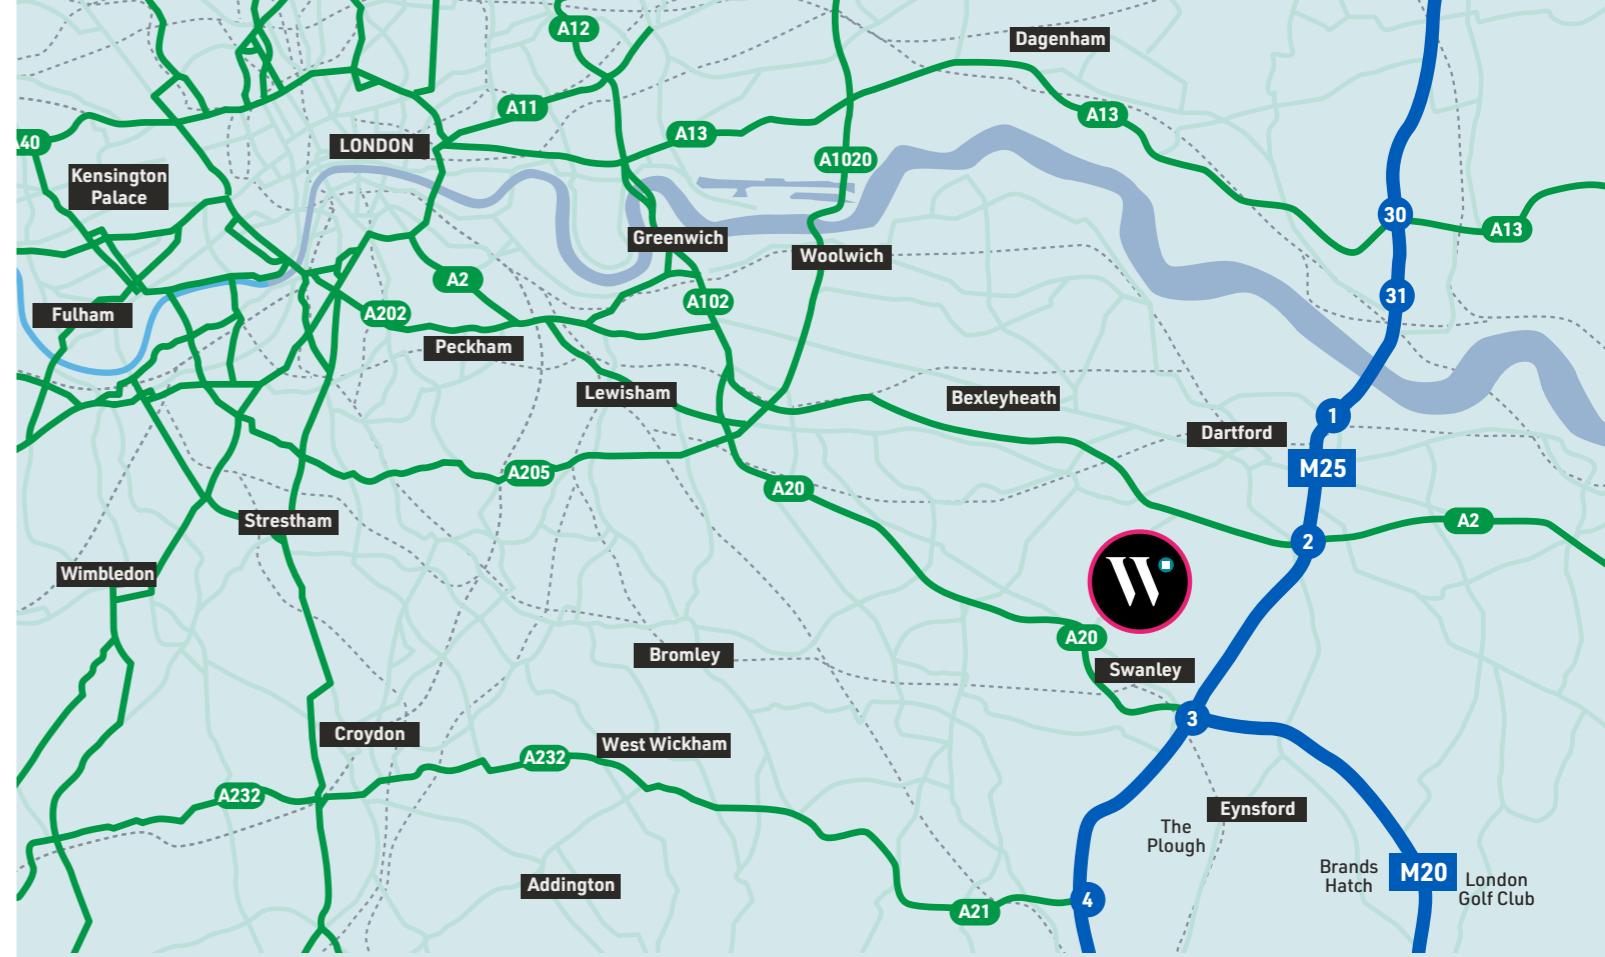 A12
Dagenham
A11
A13
A13
A40
LONDON
A1020
Kensington
Palace
30
A13
Greenwich
Woolwich
A2
31
A102
Fulham
A202
Peckham
Lewisham
Bexleyheath
1
Dartford
M25
A205
A20
Strestham
A2
2
Wimbledon
W
A20
Bromley
Swanley
3
Croydon
West Wickham
A232
A232
Eynsford
The
Plough
Brands
Hatch
M20
London
Golf Club
Addington
4
A21